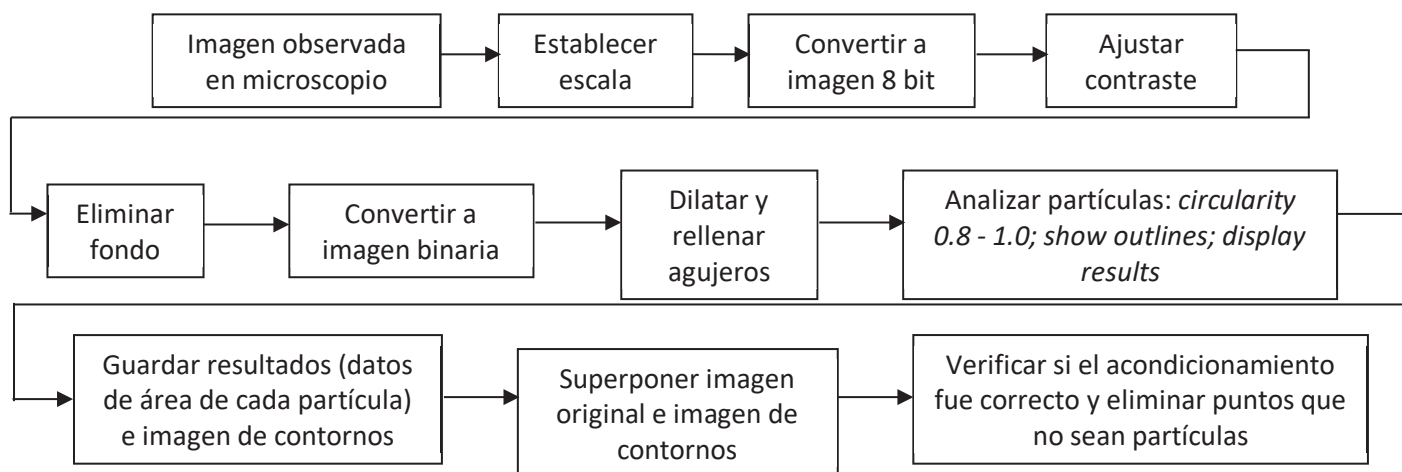 Imagen observada
en microscopio
Establecer
escala
Convertir a
imagen 8 bit
Ajustar
contraste
Eliminar
fondo
Convertir a
imagen binaria
Dilatar y
rellenar
agujeros
Analizar partículas: circularity
0.8 - 1.0; show outlines; display
results
Guardar resultados (datos
de área de cada partícula)
e imagen de contornos
Superponer imagen
original e imagen de
contornos
Verificar si el acondicionamiento
fue correcto y eliminar puntos que
no sean partículas